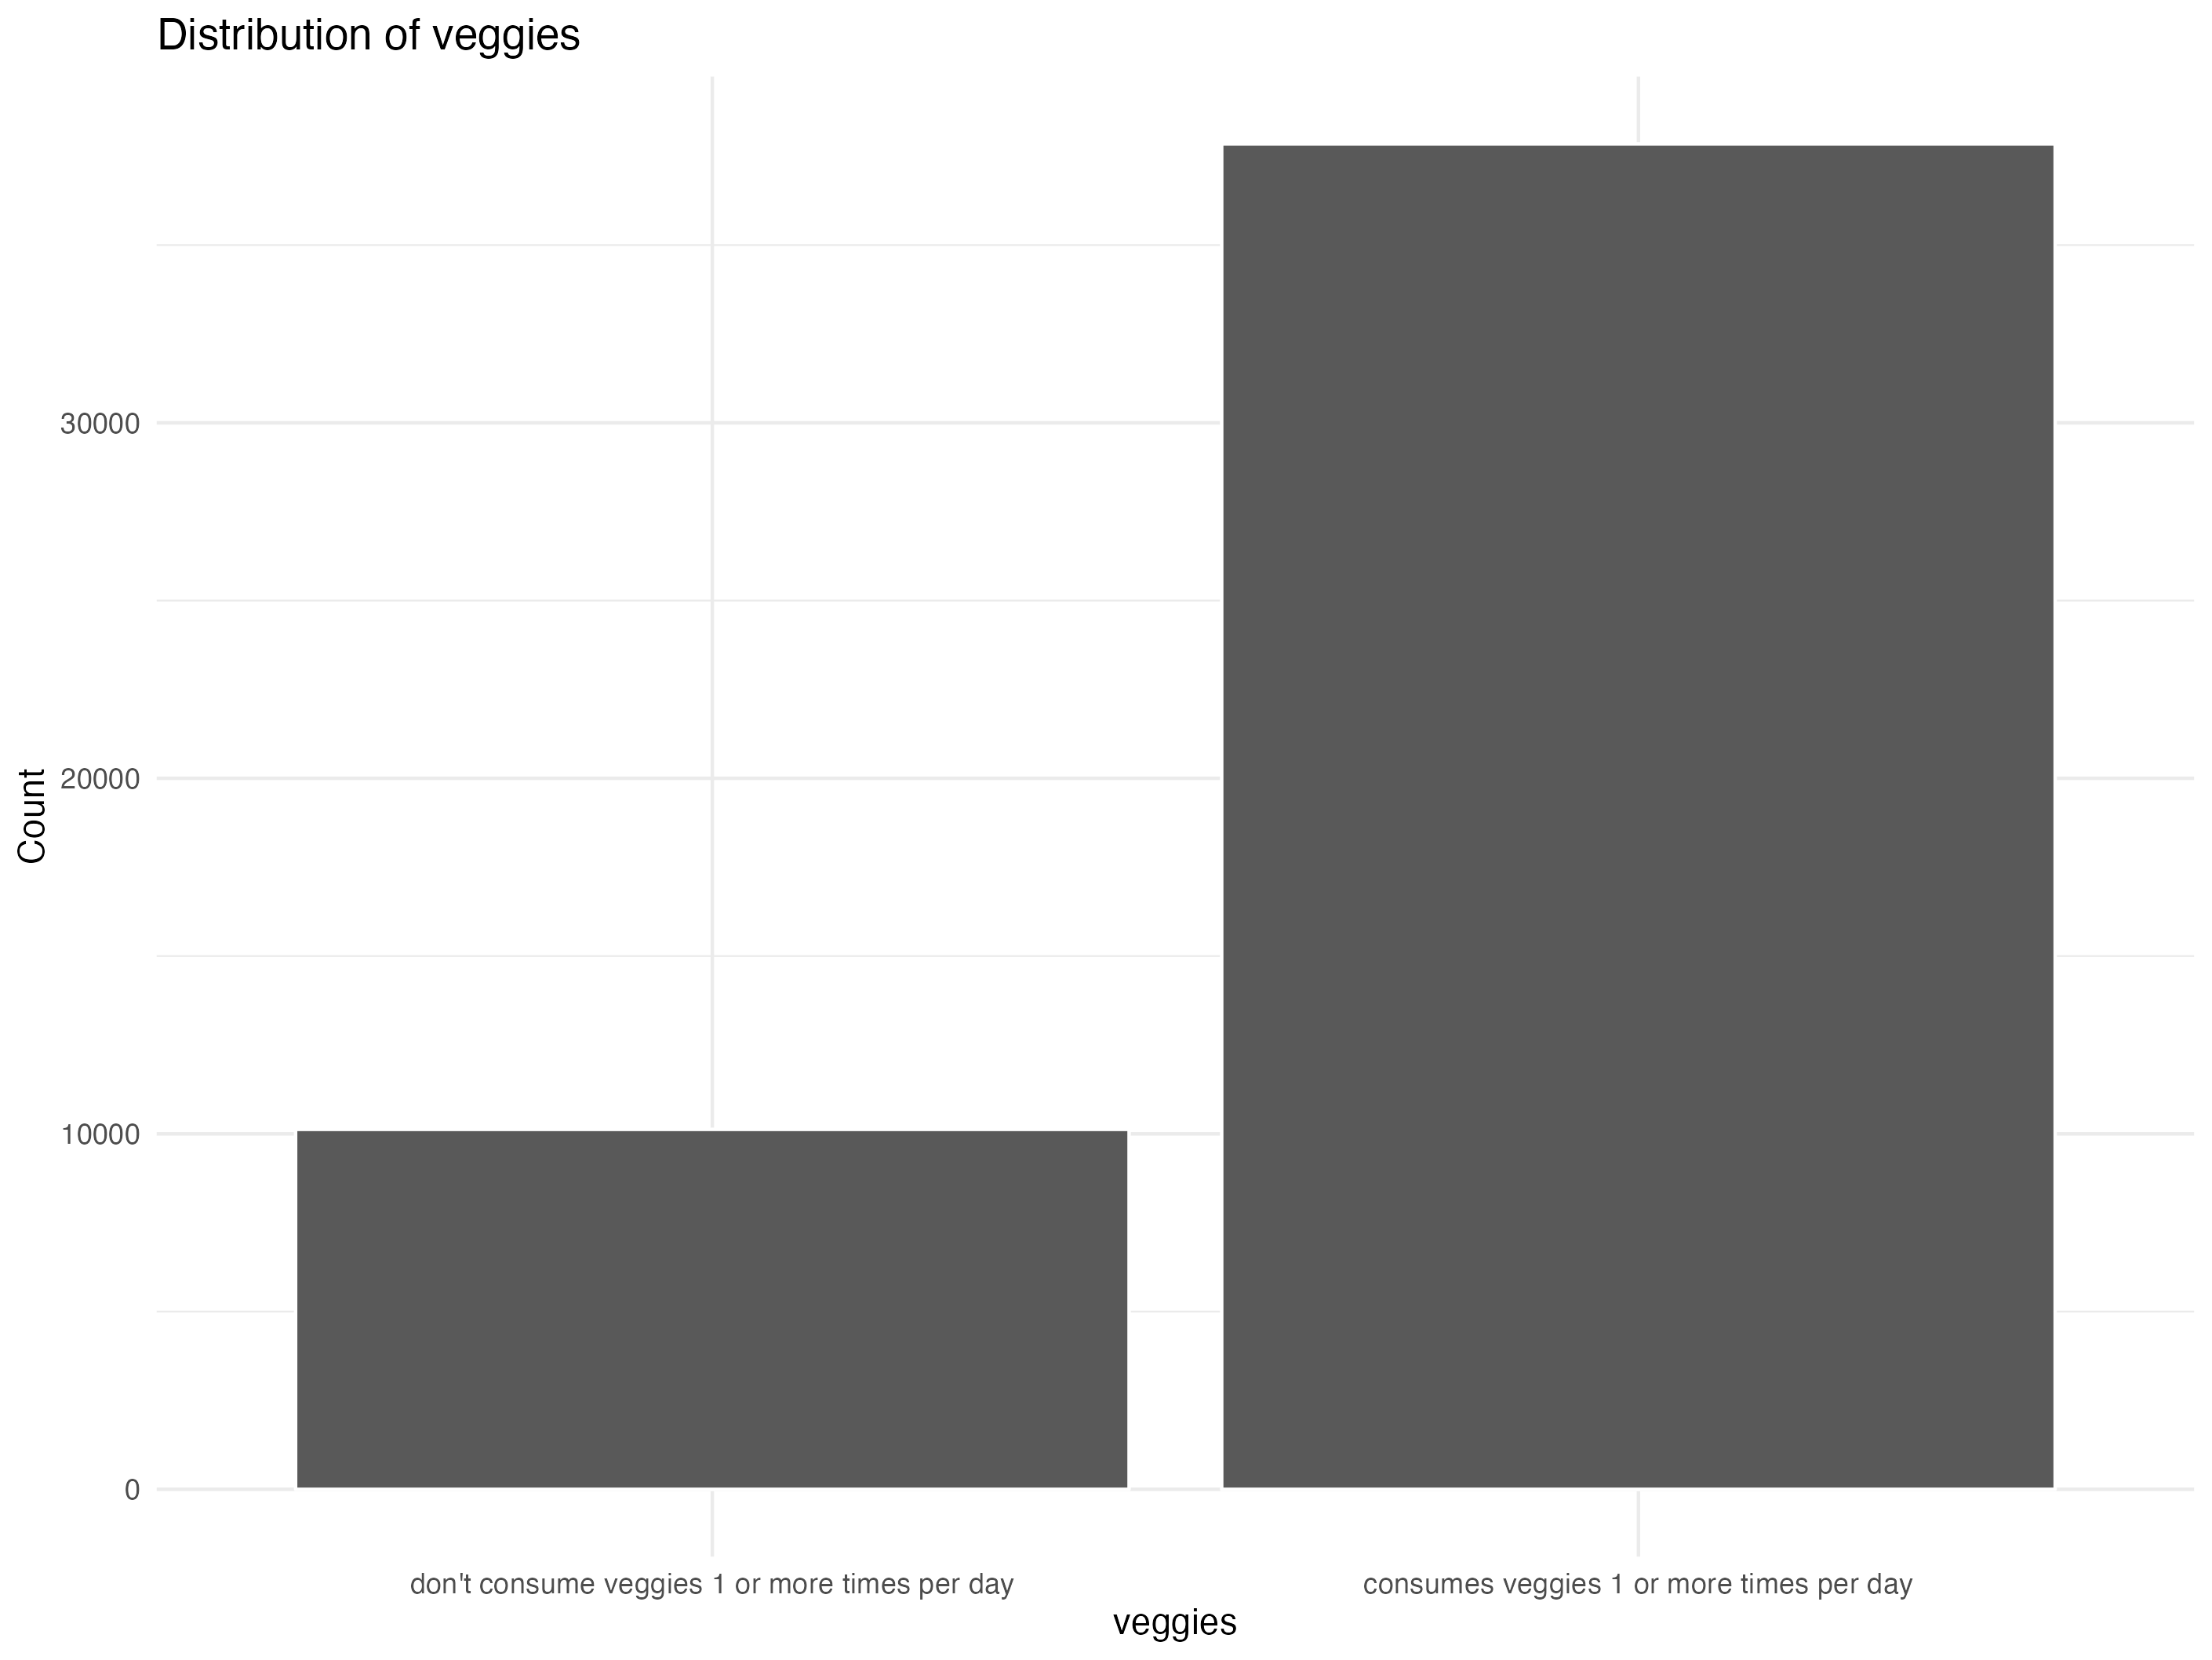 Distribution of veggies
Count
30000
20000
10000
0
don't consume veggies 1 or more times per day
consumes veggies 1 or more times per day
veggies